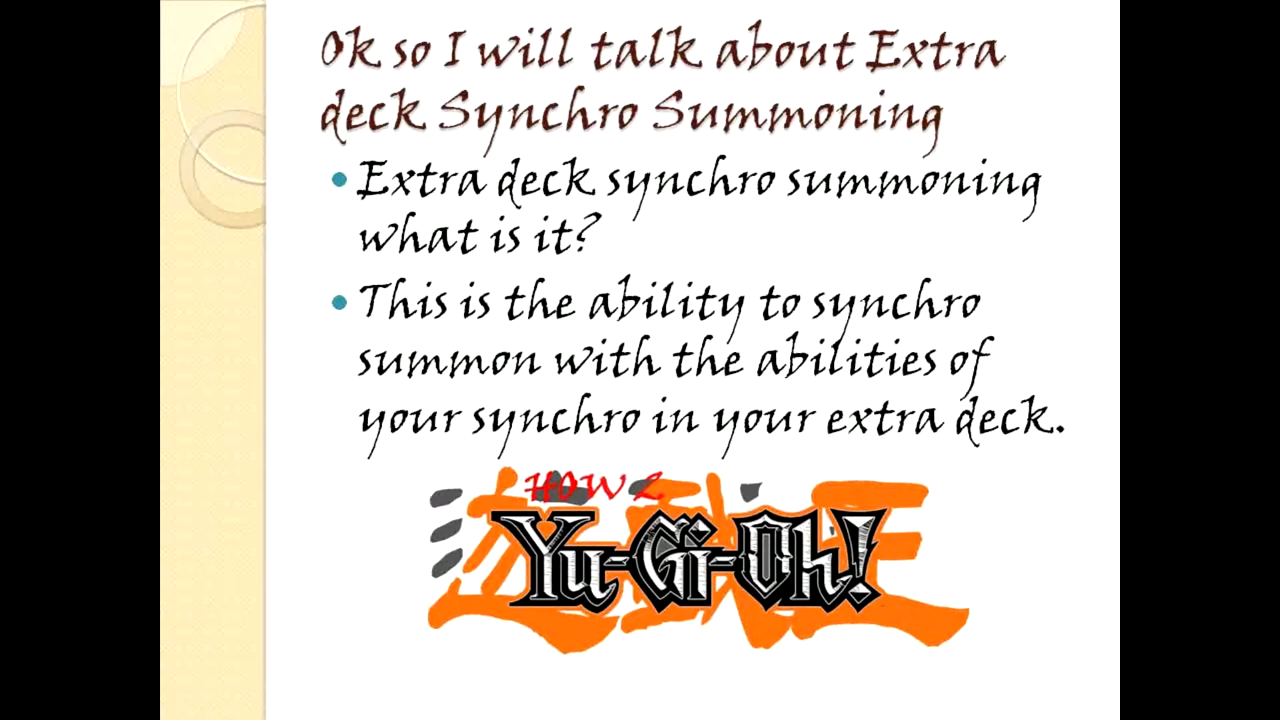 Ok so I will talk about Extra
deck Synchro Summoning
• Extra deck synchro summoning
what is it?
• This is the ability to synchro
summon with the abilities of
your synchro in your extra deck.
HOW 2
Yu-Gi-Oh!